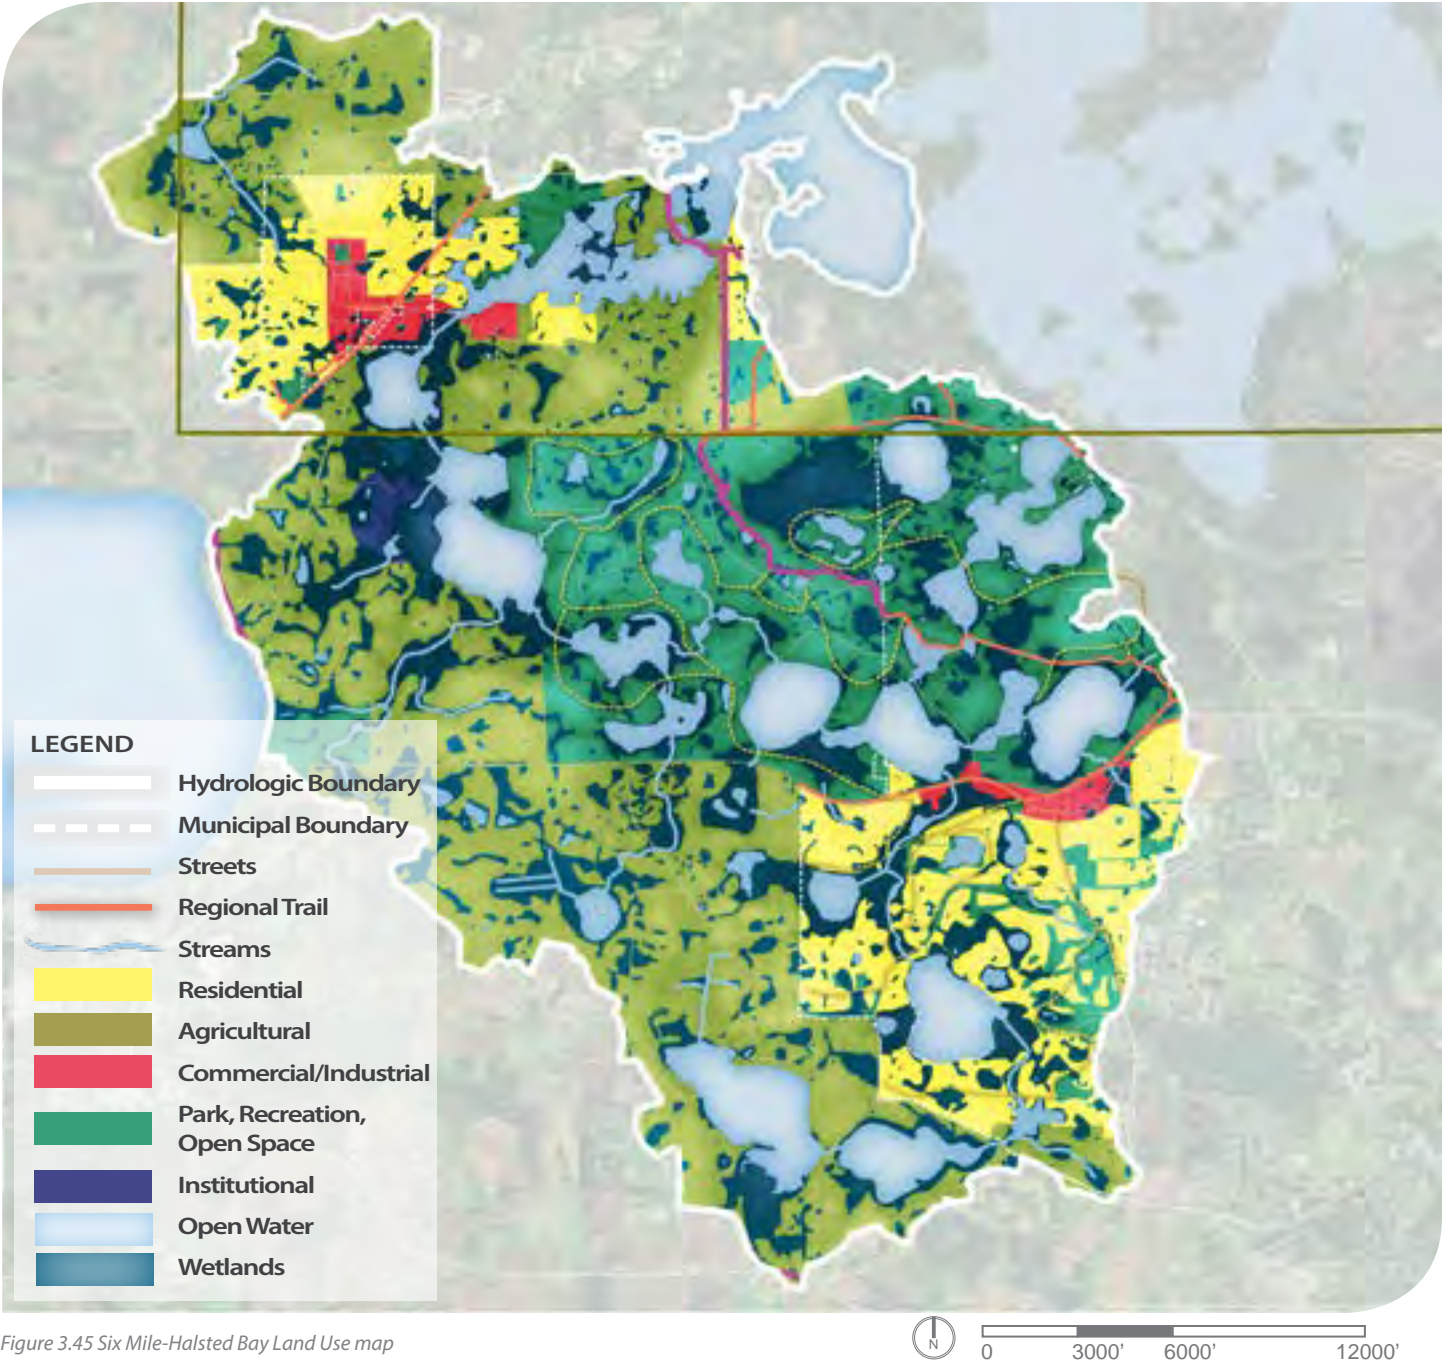 LEGEND
Hydrologic Boundary
Municipal Boundary
Streets
Regional Trail
Streams
Residential
Agricultural
Commercial/Industrial
Park, Recreation,
Open Space
Institutional
Open Water
Wetlands
Figure 3.45 Six Mile-Halsted Bay Land Use map
N
0 3000’ 6000’ 12000’